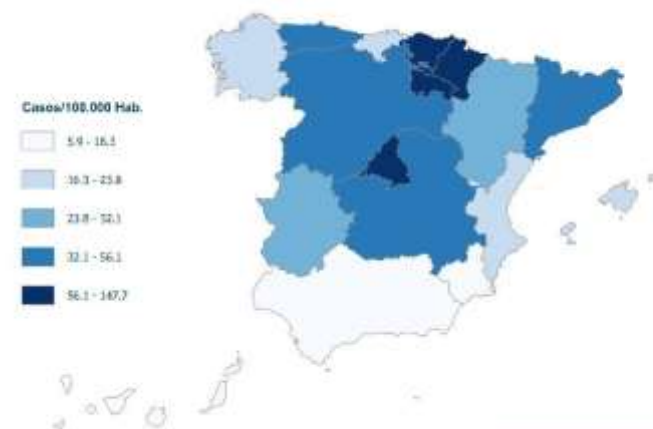 Casos/100.000 Hab.
5.9 - 16.3
16.3 - 23.8
23.8 - 32.1
32.1 - 56.1
56.1 - 147.7